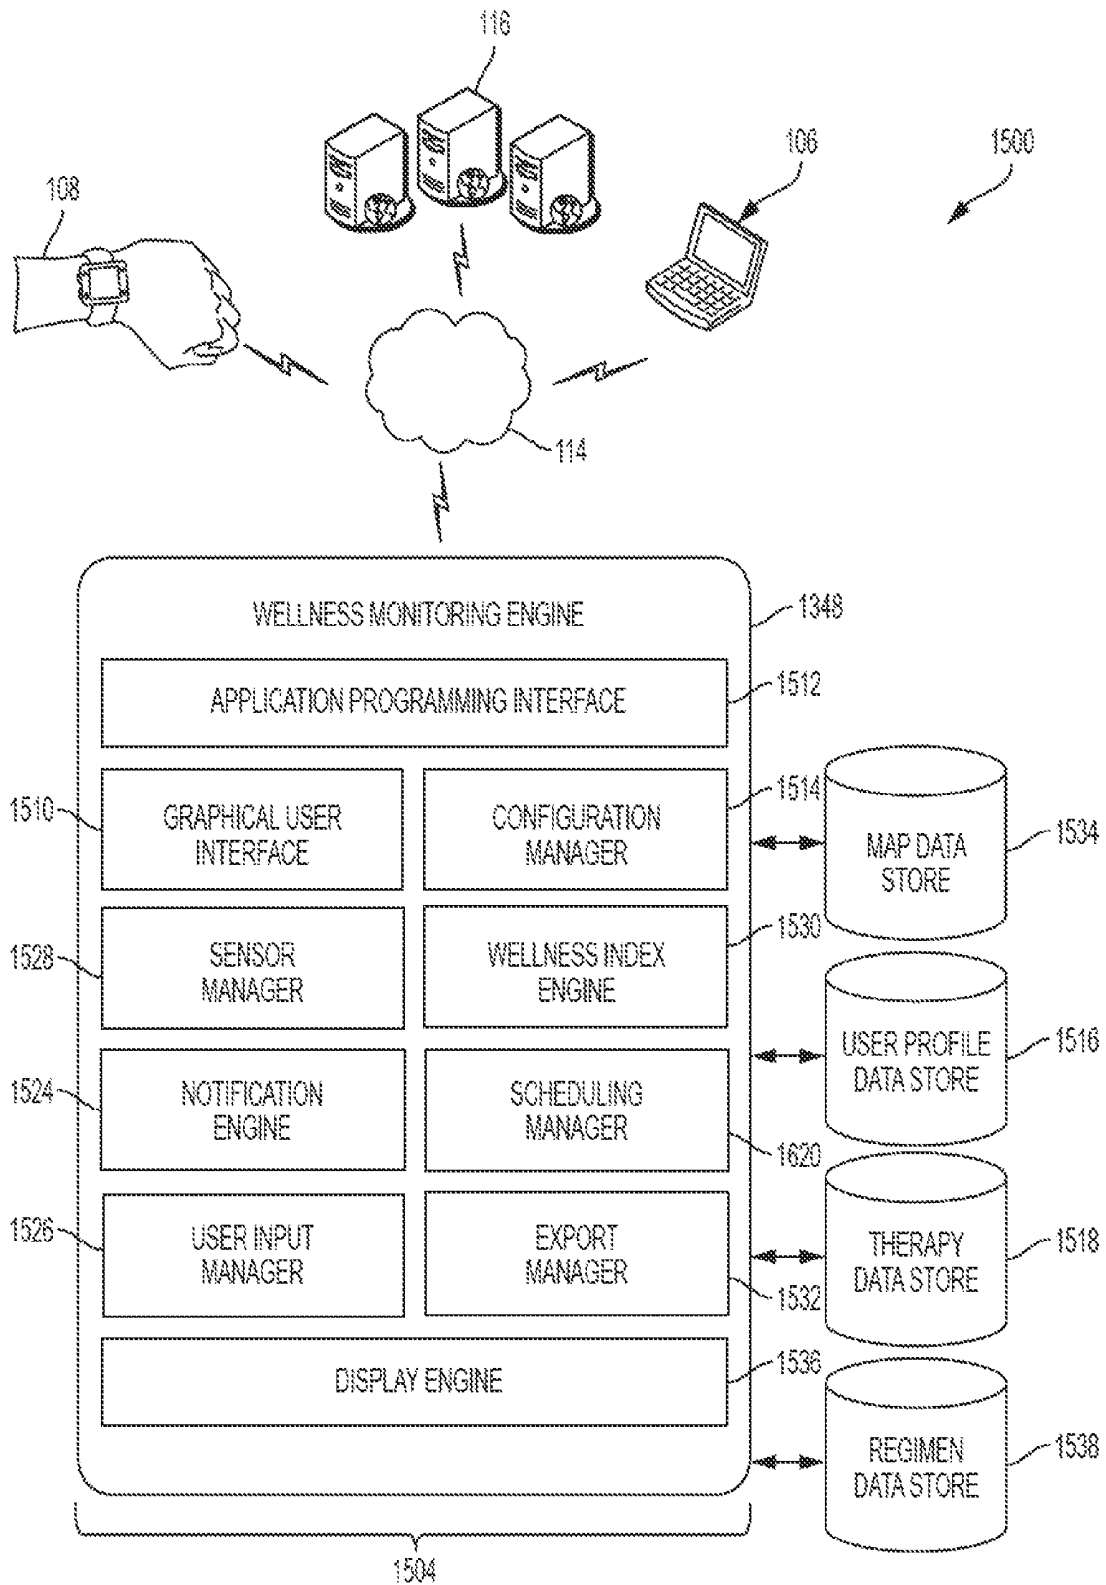 116
106
1500
108
114
WELLNESS MONITORING ENGINE
1348
APPLICATION PROGRAMMING INTERFACE
1512
1510
GRAPHICAL USER
INTERFACE
CONFIGURATION
MANAGER
1514
MAP DATA
STORE
1534
1528
SENSOR
MANAGER
WELLNESS INDEX
ENGINE
1530
USER PROFILE
DATA STORE
1516
1524
NOTIFICATION
ENGINE
SCHEDULING
MANAGER
1620
1526
USER INPUT
MANAGER
EXPORT
MANAGER
1532
THERAPY
DATA STORE
1518
DISPLAY ENGINE
1536
REGIMEN
DATA STORE
1538
1504